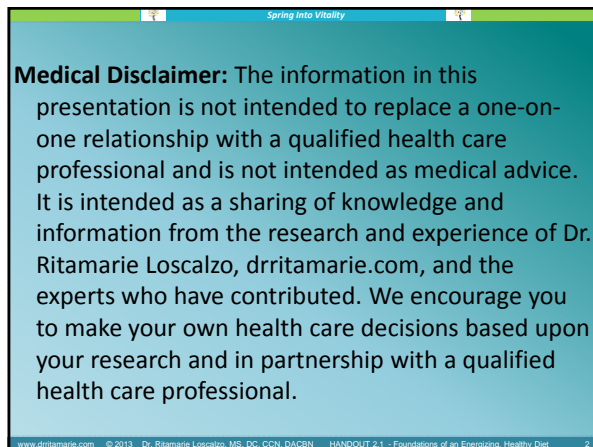 Spring Into Vitality
Medical Disclaimer: The information in this
presentation is not intended to replace a one-on-
one relationship with a qualified health care
professional and is not intended as medical advice.
It is intended as a sharing of knowledge and
information from the research and experience of Dr.
Ritamarie Loscalzo, drritamarie.com, and the
experts who have contributed. We encourage you
to make your own health care decisions based upon
your research and in partnership with a qualified
health care professional.
www.drritamarie.com © 2013 Dr. Ritamarie Loscalzo, MS, DC, CCN, DACBN HANDOUT 2.1 - Foundations of an Energizing, Healthy Diet 2